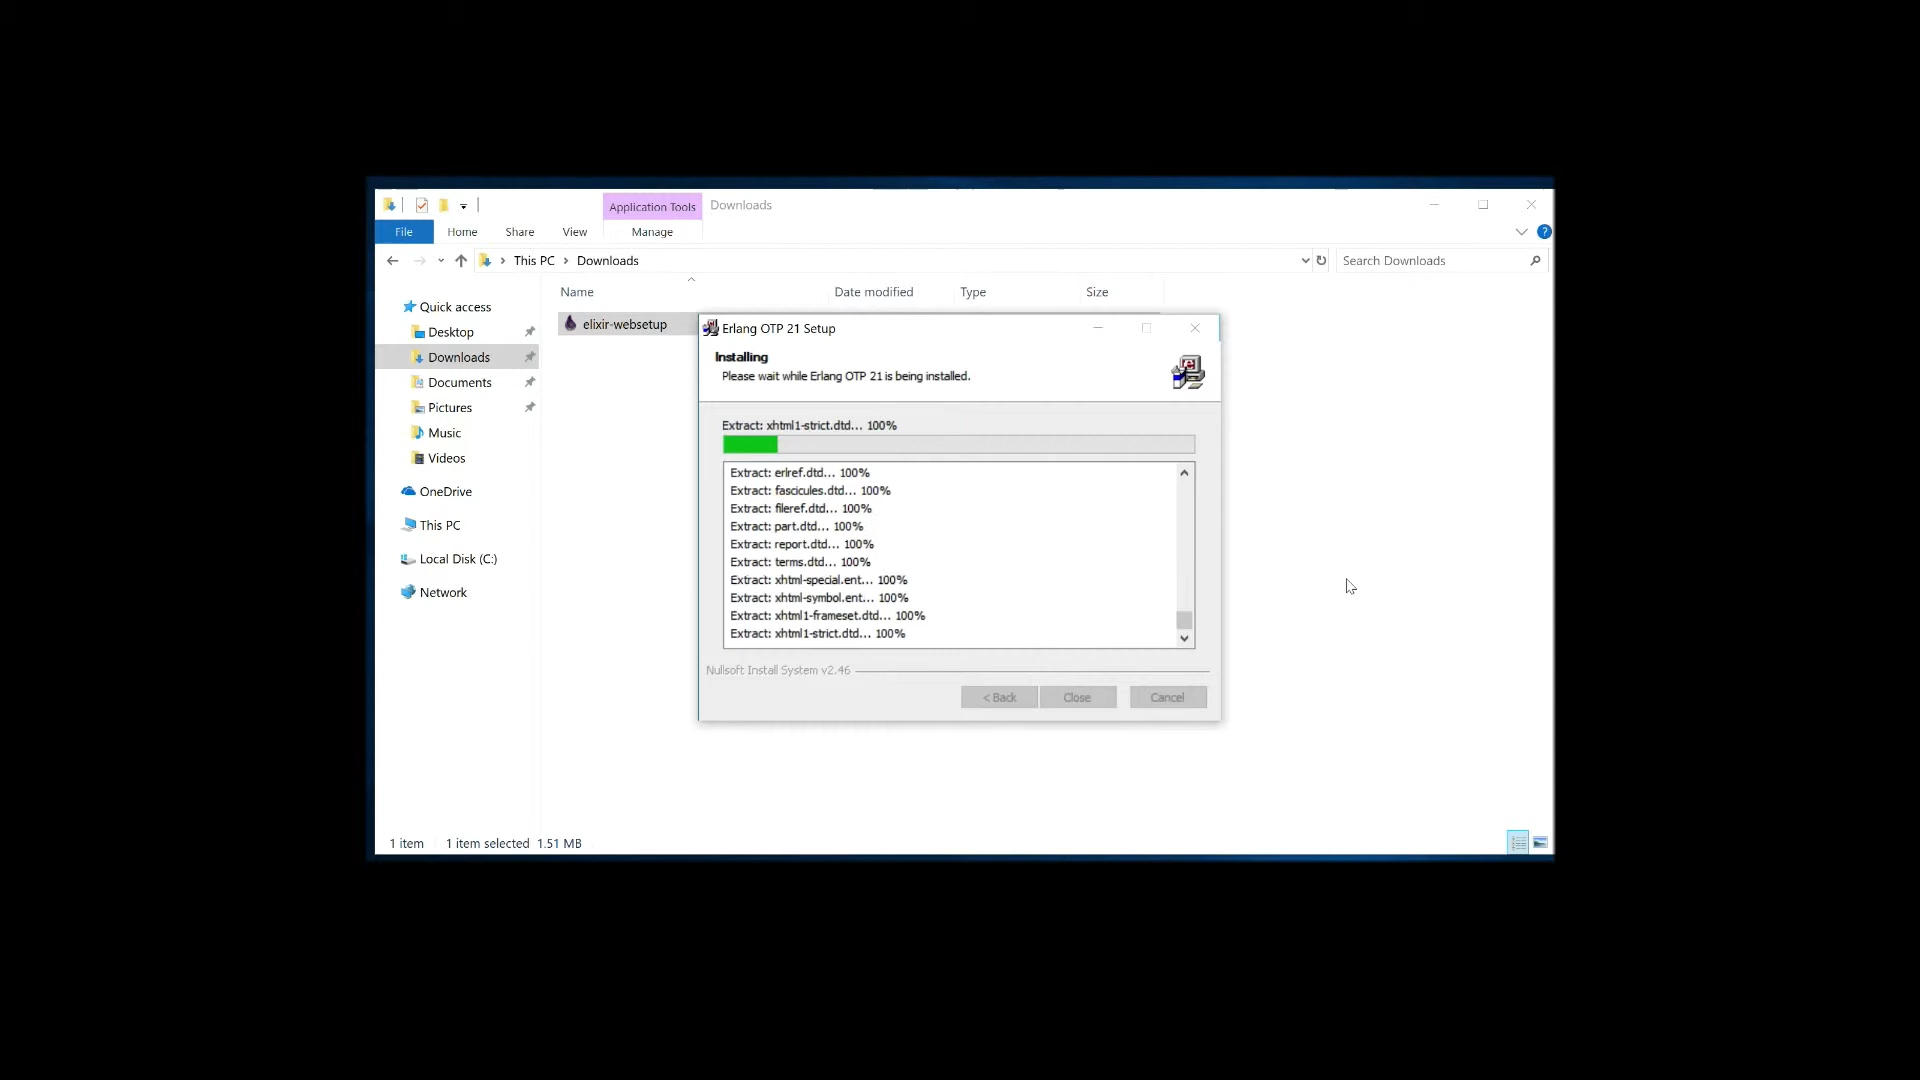 Application Tools
Downloads
File
Home
Share
View
Manage
?
This PC
Downloads
Search Downloads
Name
Date modified
Type
Size
Quick access
Desktop
Downloads
Documents
Pictures
Music
Videos
OneDrive
This PC
Local Disk (C:)
Network
elixir-websetup
Erlang OTP 21 Setup
Installing
Please wait while Erlang OTP 21 is being installed.
Extract: xhtml1-strict.dtd... 100%
Extract: erlref.dtd... 100%
Extract: fascicules.dtd... 100%
Extract: fileref.dtd... 100%
Extract: part.dtd... 100%
Extract: report.dtd... 100%
Extract: terms.dtd... 100%
Extract: xhtml-special.ent... 100%
Extract: xhtml-symbol.ent... 100%
Extract: xhtml1-frameset.dtd... 100%
Extract: xhtml1-strict.dtd... 100%
Nullsoft Install System v2.46
< Back
Close
Cancel
1 item
1 item selected 1.51 MB